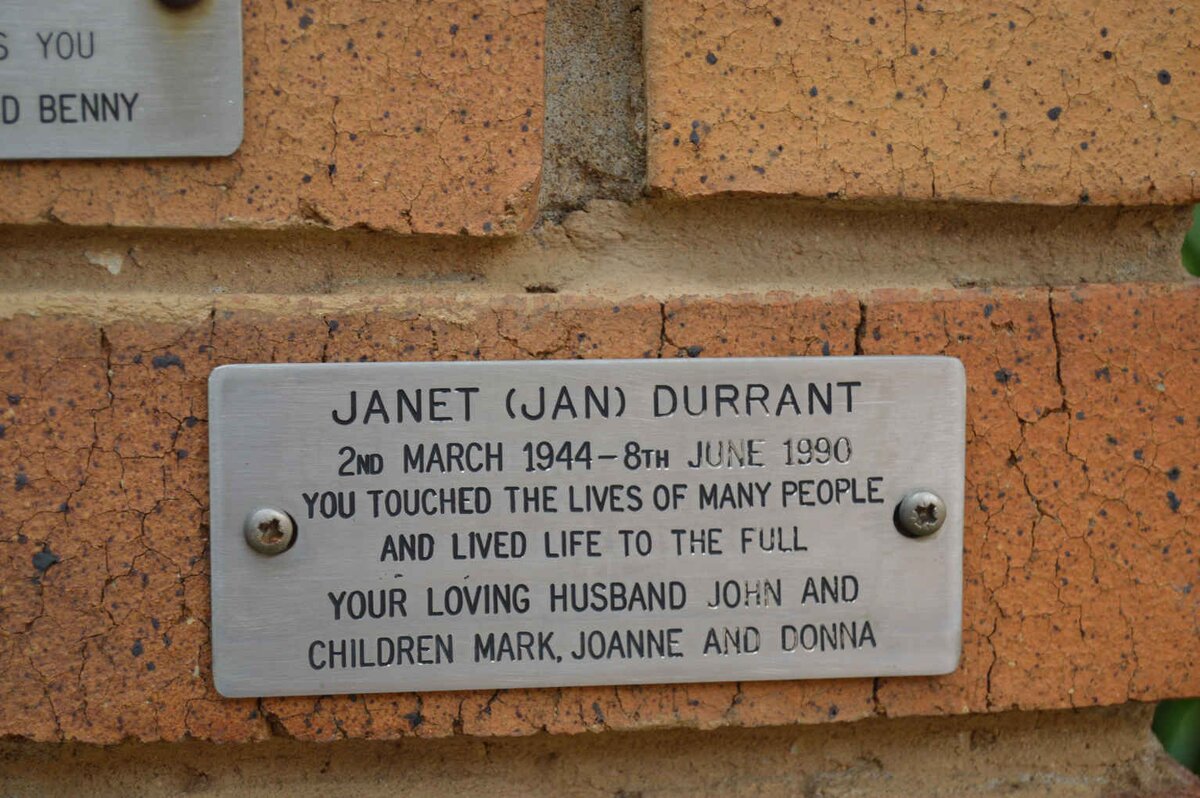 S YOU
D BENNY
JANET (JAN) DURRANT
2ND MARCH 1944 - 8TH JUNE 1990
YOU TOUCHED THE LIVES OF MANY PEOPLE
AND LIVED LIFE TO THE FULL
YOUR LOVING HUSBAND JOHN AND
CHILDREN MARK, JOANNE AND DONNA